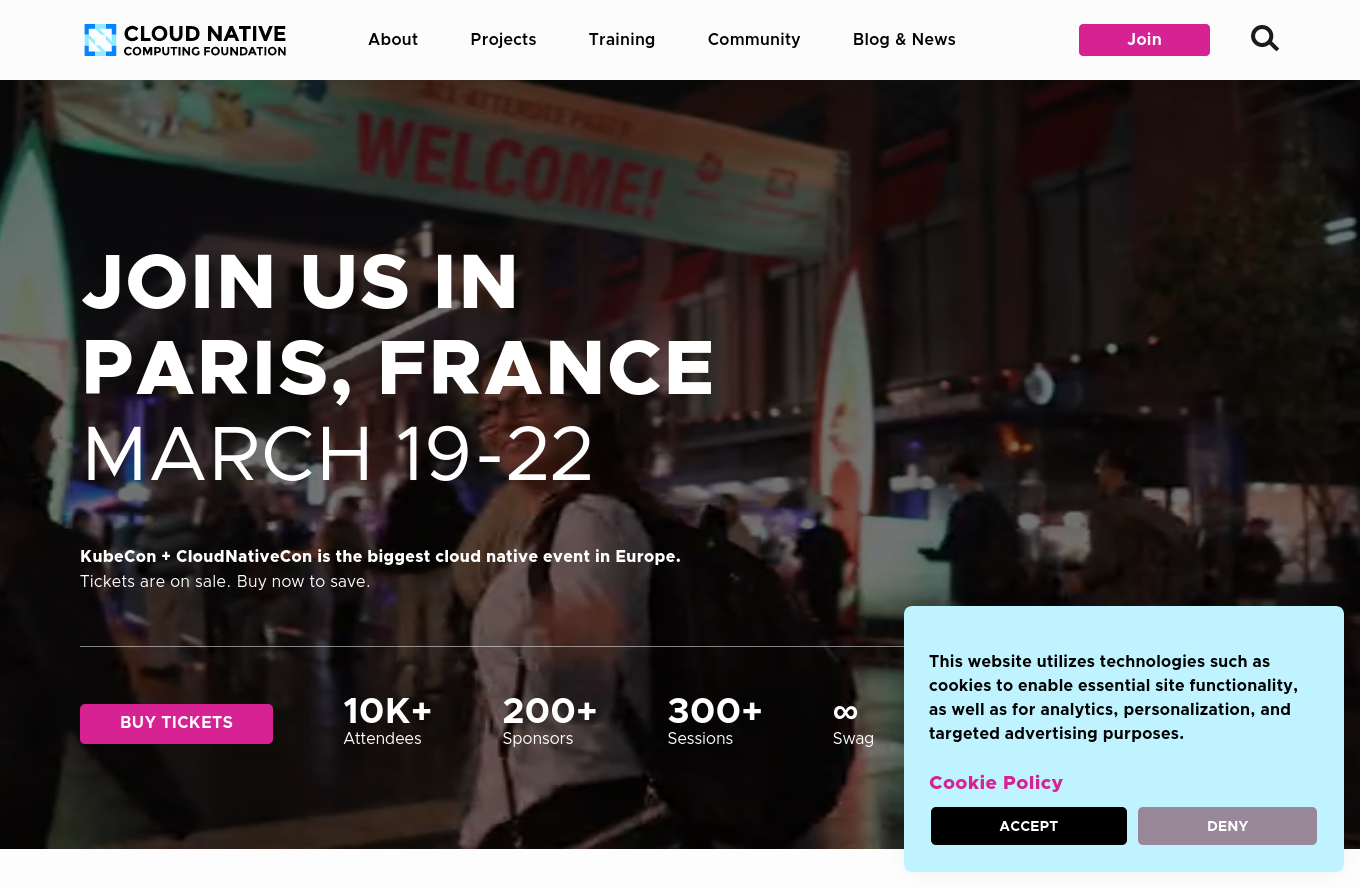 CLOUD NATIVE
COMPUTING FOUNDATION
About
Projects
Training
Community
Blog & News
Join
ALL-ATTENDEE PARTY
WELCOME!
JOIN US IN
PARIS, FRANCE
MARCH 19-22
KubeCon + CloudNativeCon is the biggest cloud native event in Europe.
Tickets are on sale. Buy now to save.
BUY TICKETS
10K+
Attendees
200+
Sponsors
300+
Sessions
∞
Swag
This website utilizes technologies such as
cookies to enable essential site functionality,
as well as for analytics, personalization, and
targeted advertising purposes.
Cookie Policy
ACCEPT
DENY